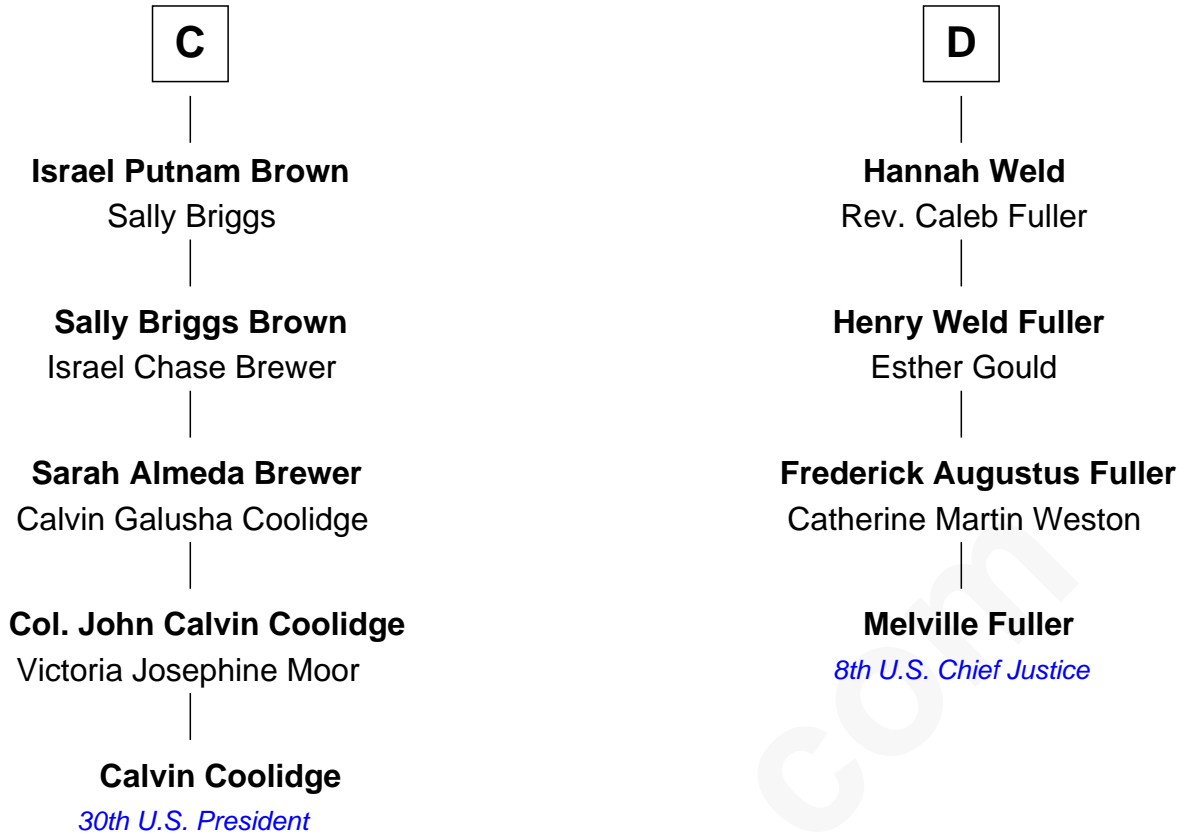 C
Israel Putnam Brown
Sally Briggs
Sally Briggs Brown
Israel Chase Brewer
Sarah Almeda Brewer
Calvin Galusha Coolidge
Col. John Calvin Coolidge
Victoria Josephine Moor
Calvin Coolidge
30th U.S. President
D
Hannah Weld
Rev. Caleb Fuller
Henry Weld Fuller
Esther Gould
Frederick Augustus Fuller
Catherine Martin Weston
Melville Fuller
8th U.S. Chief Justice
com